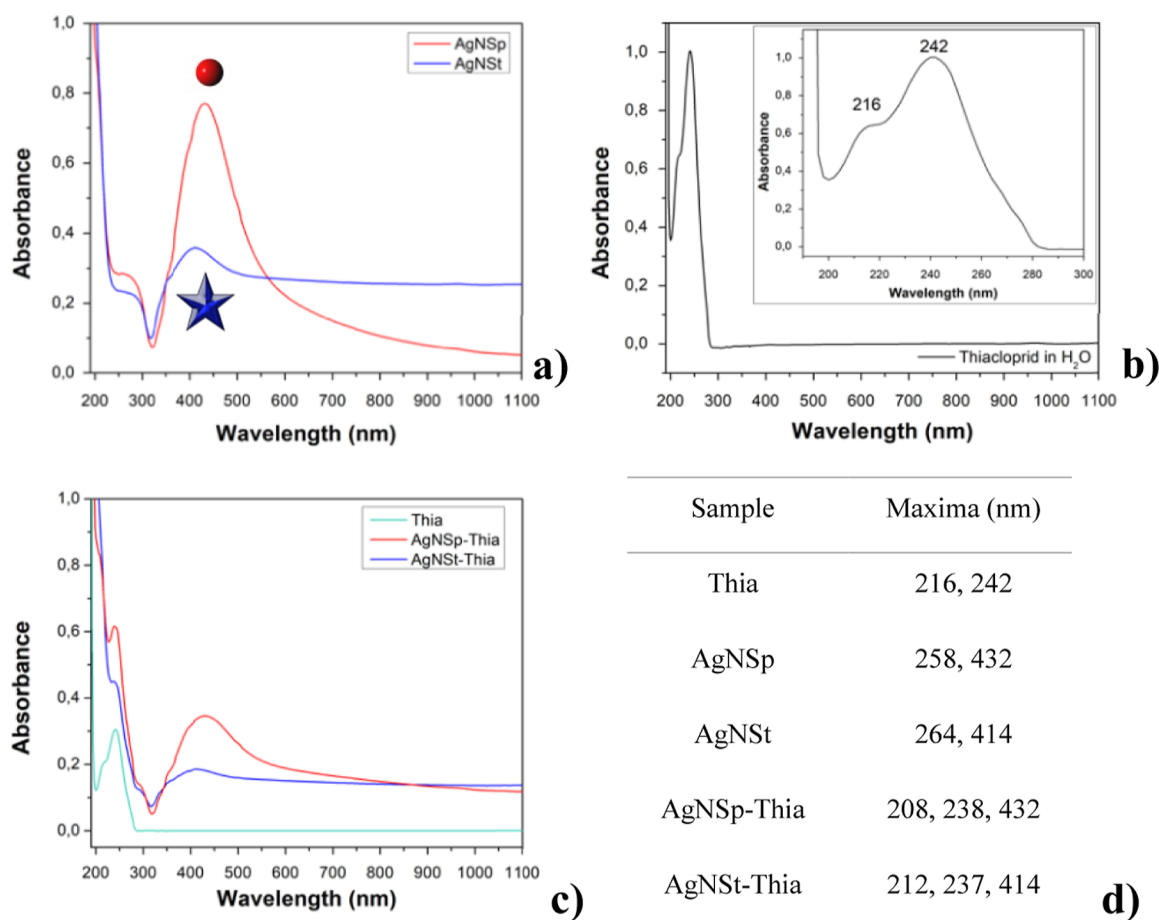 AgNSp
AgNSt
1,0
0,8
0,6
0,4
0,2
0,0
Absorbance
200 300 400 500 600 700 800 900 1000 1100
Wavelength (nm)
a)
1,0
0,8
0,6
0,4
0,2
0,0
Absorbance
242
216
1,0
0,8
0,6
0,4
0,2
0,0
Absorbance
200 220 240 260 280 300
Wavelength (nm)
Thiacloprid in H₂O
200 300 400 500 600 700 800 900 1000 1100
Wavelength (nm)
b)
Thia
AgNSp-Thia
AgNSt-Thia
1,0
0,8
0,6
0,4
0,2
0,0
Absorbance
200 300 400 500 600 700 800 900 1000 1100
Wavelength (nm)
c)
Sample Maxima (nm)
Thia 216, 242
AgNSp 258, 432
AgNSt 264, 414
AgNSp-Thia 208, 238, 432
AgNSt-Thia 212, 237, 414
d)